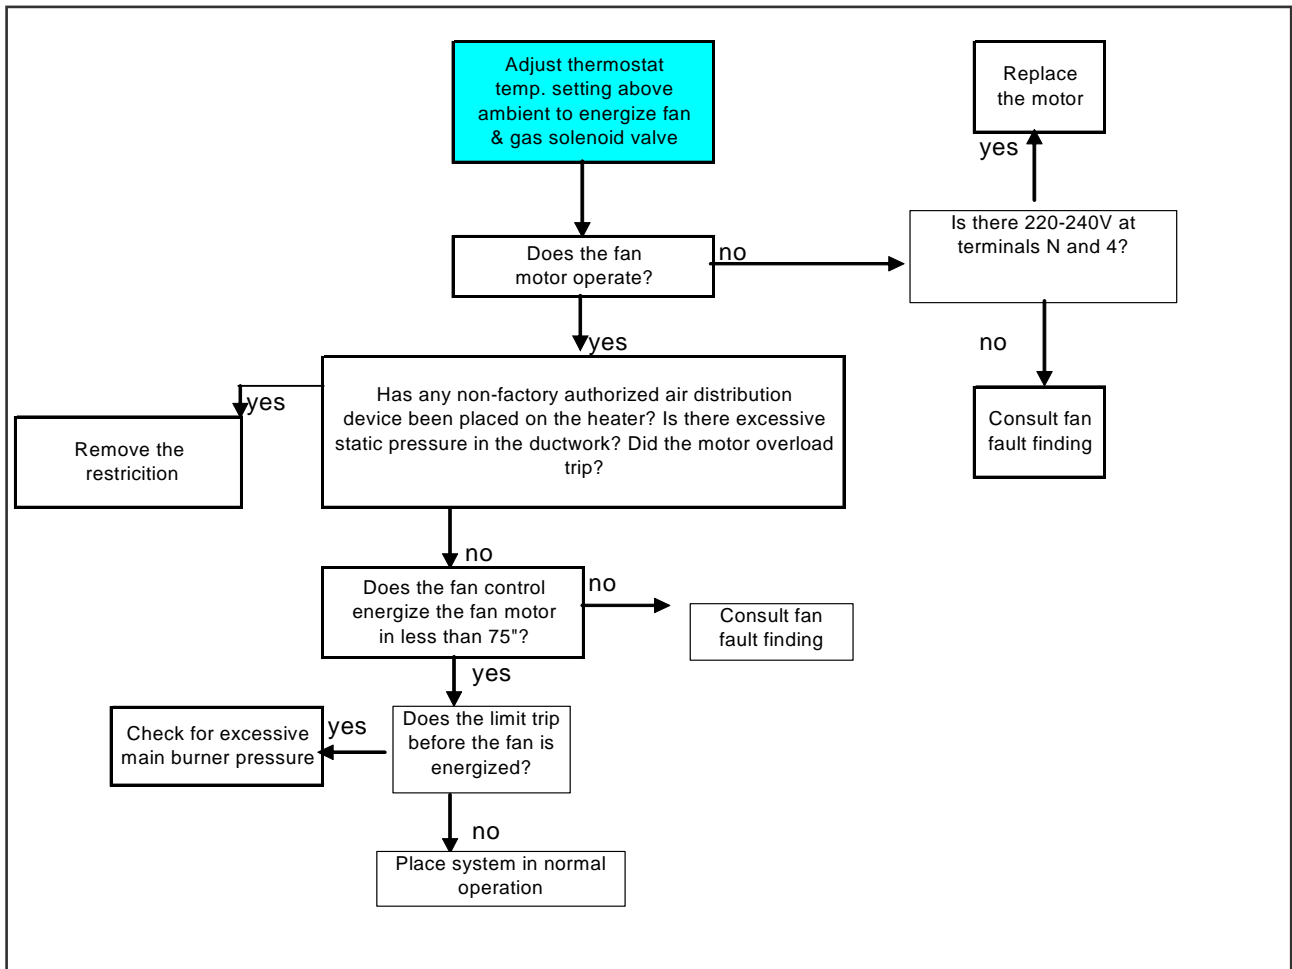 Adjust thermostat
temp. setting above
ambient to energize fan
& gas solenoid valve
Replace
the motor
yes
Is there 220-240V at
terminals N and 4?
Does the fan
motor operate?
no
no
yes
Has any non-factory authorized air distribution
device been placed on the heater? Is there excessive
static pressure in the ductwork? Did the motor overload
trip?
yes
Remove the
restricition
Consult fan
fault finding
no
Does the fan control
energize the fan motor
in less than 75"?
no
Consult fan
fault finding
yes
Does the limit trip
before the fan is
energized?
yes
Check for excessive
main burner pressure
no
Place system in normal
operation